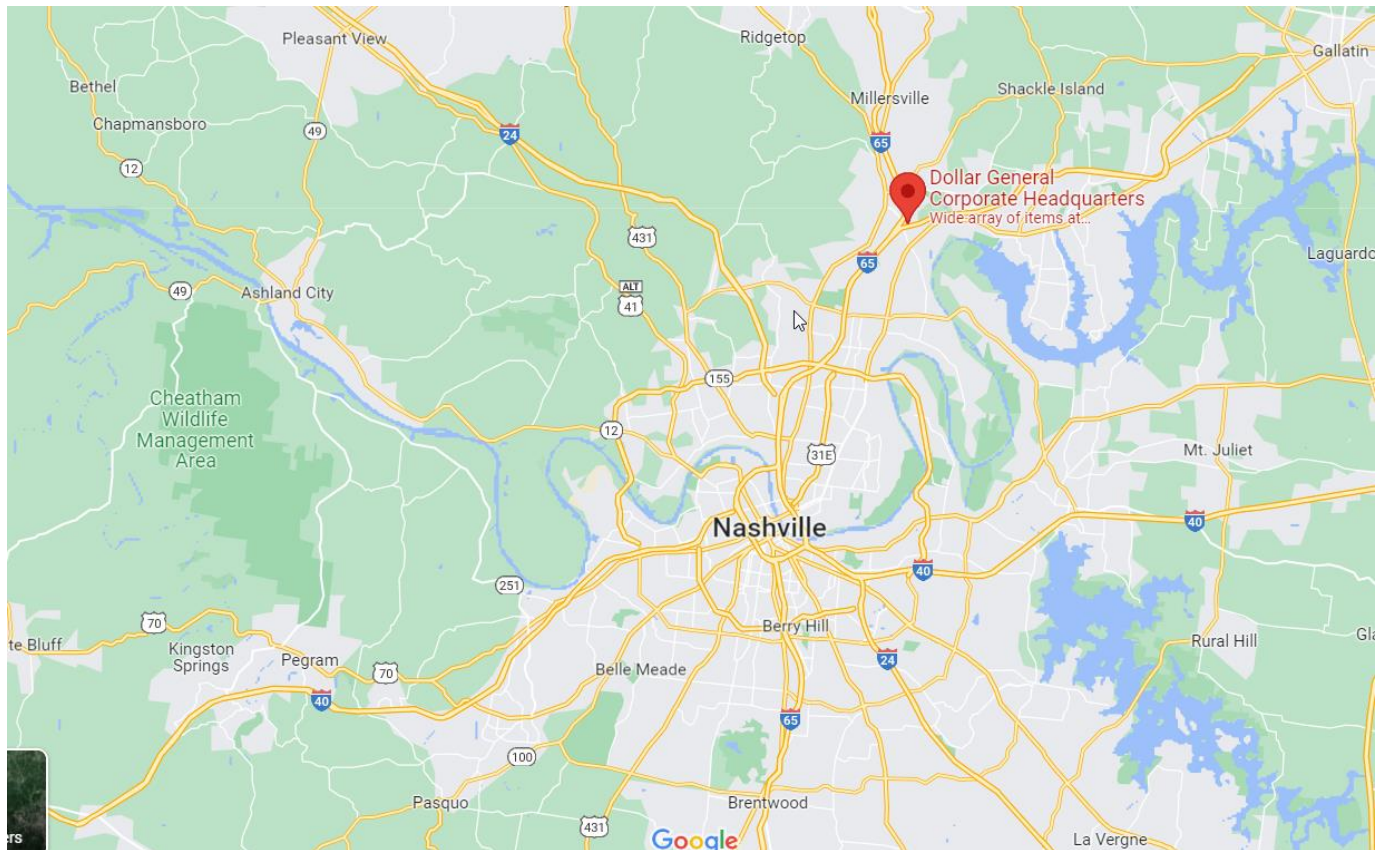 Pleasant View
Ridgetop
Gallatin
Bethel
Shackle Island
Millersville
Chapmansboro
49
24
65
12
Dollar General
Corporate Headquarters
Wide array of items at...
431
Laguardo
65
49
Ashland City
ALT
41
155
Cheatham
Wildlife
Management
Area
12
31E
Mt. Juliet
Nashville
40
40
251
70
Berry Hill
te Bluff
Kingston
Springs
Pegram
Rural Hill
Gla
24
Belle Meade
70
40
65
100
Pasquo
Brentwood
431
La Vergne
ers
Google